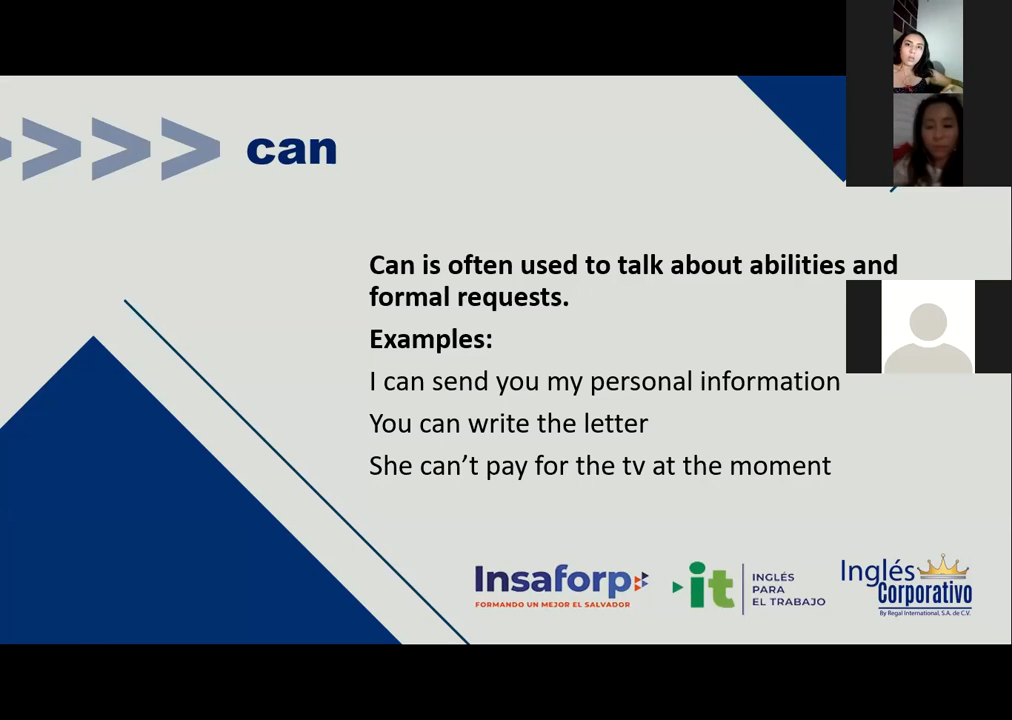 can
Can is often used to talk about abilities and
formal requests.
Examples:
I can send you my personal information
You can write the letter
She can’t pay for the tv at the moment
Insaforp
FORMANDO UN MEJOR EL SALVADOR
it
INGLÉS
PARA
EL TRABAJO
Inglés
Corporativo
By Regal International, S.A. de C.V.